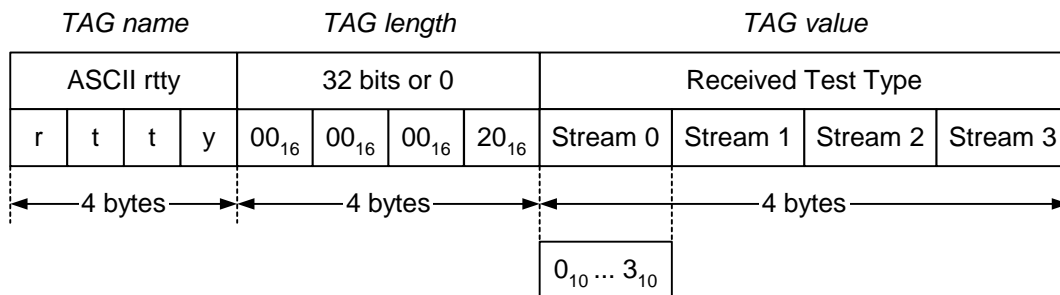 TAG name TAG length TAG value
ASCII rtty 32 bits or 0 Received Test Type
r t t y 00₁₆ 00₁₆ 00₁₆ 20₁₆ Stream 0 Stream 1 Stream 2 Stream 3
4 bytes 4 bytes 4 bytes
0₁₀ ... 3₁₀